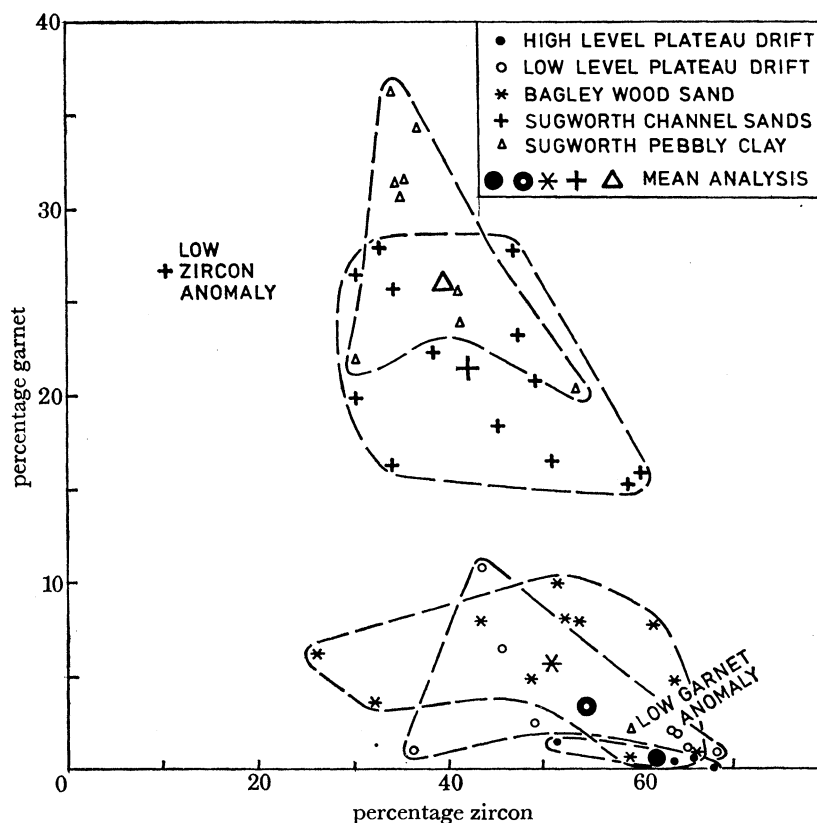 40
30
20
10
0
percentage garnet
HIGH LEVEL PLATEAU DRIFT
LOW LEVEL PLATEAU DRIFT
BAGLEY WOOD SAND
SUGWORTH CHANNEL SANDS
SUGWORTH PEBBLY CLAY
MEAN ANALYSIS
LOW
ZIRCON
ANOMALY
LOW GARNET
ANOMALY
0
20
40
60
percentage zircon